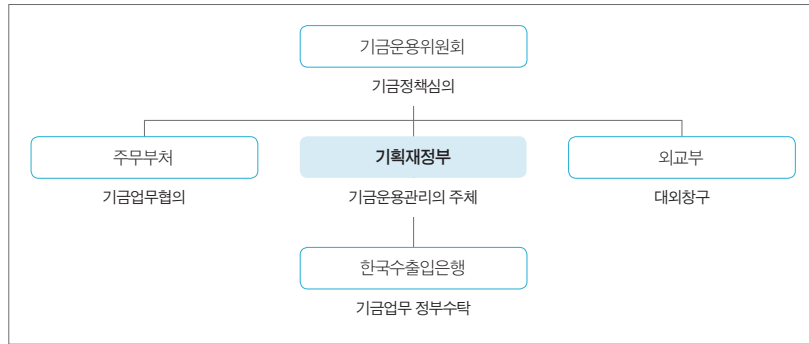 기금운용위원회
기금정책심의
주무부처
기획재정부
외교부
기금업무협의
기금운용관리의 주체
대외창구
한국수출입은행
기금업무 정부수탁